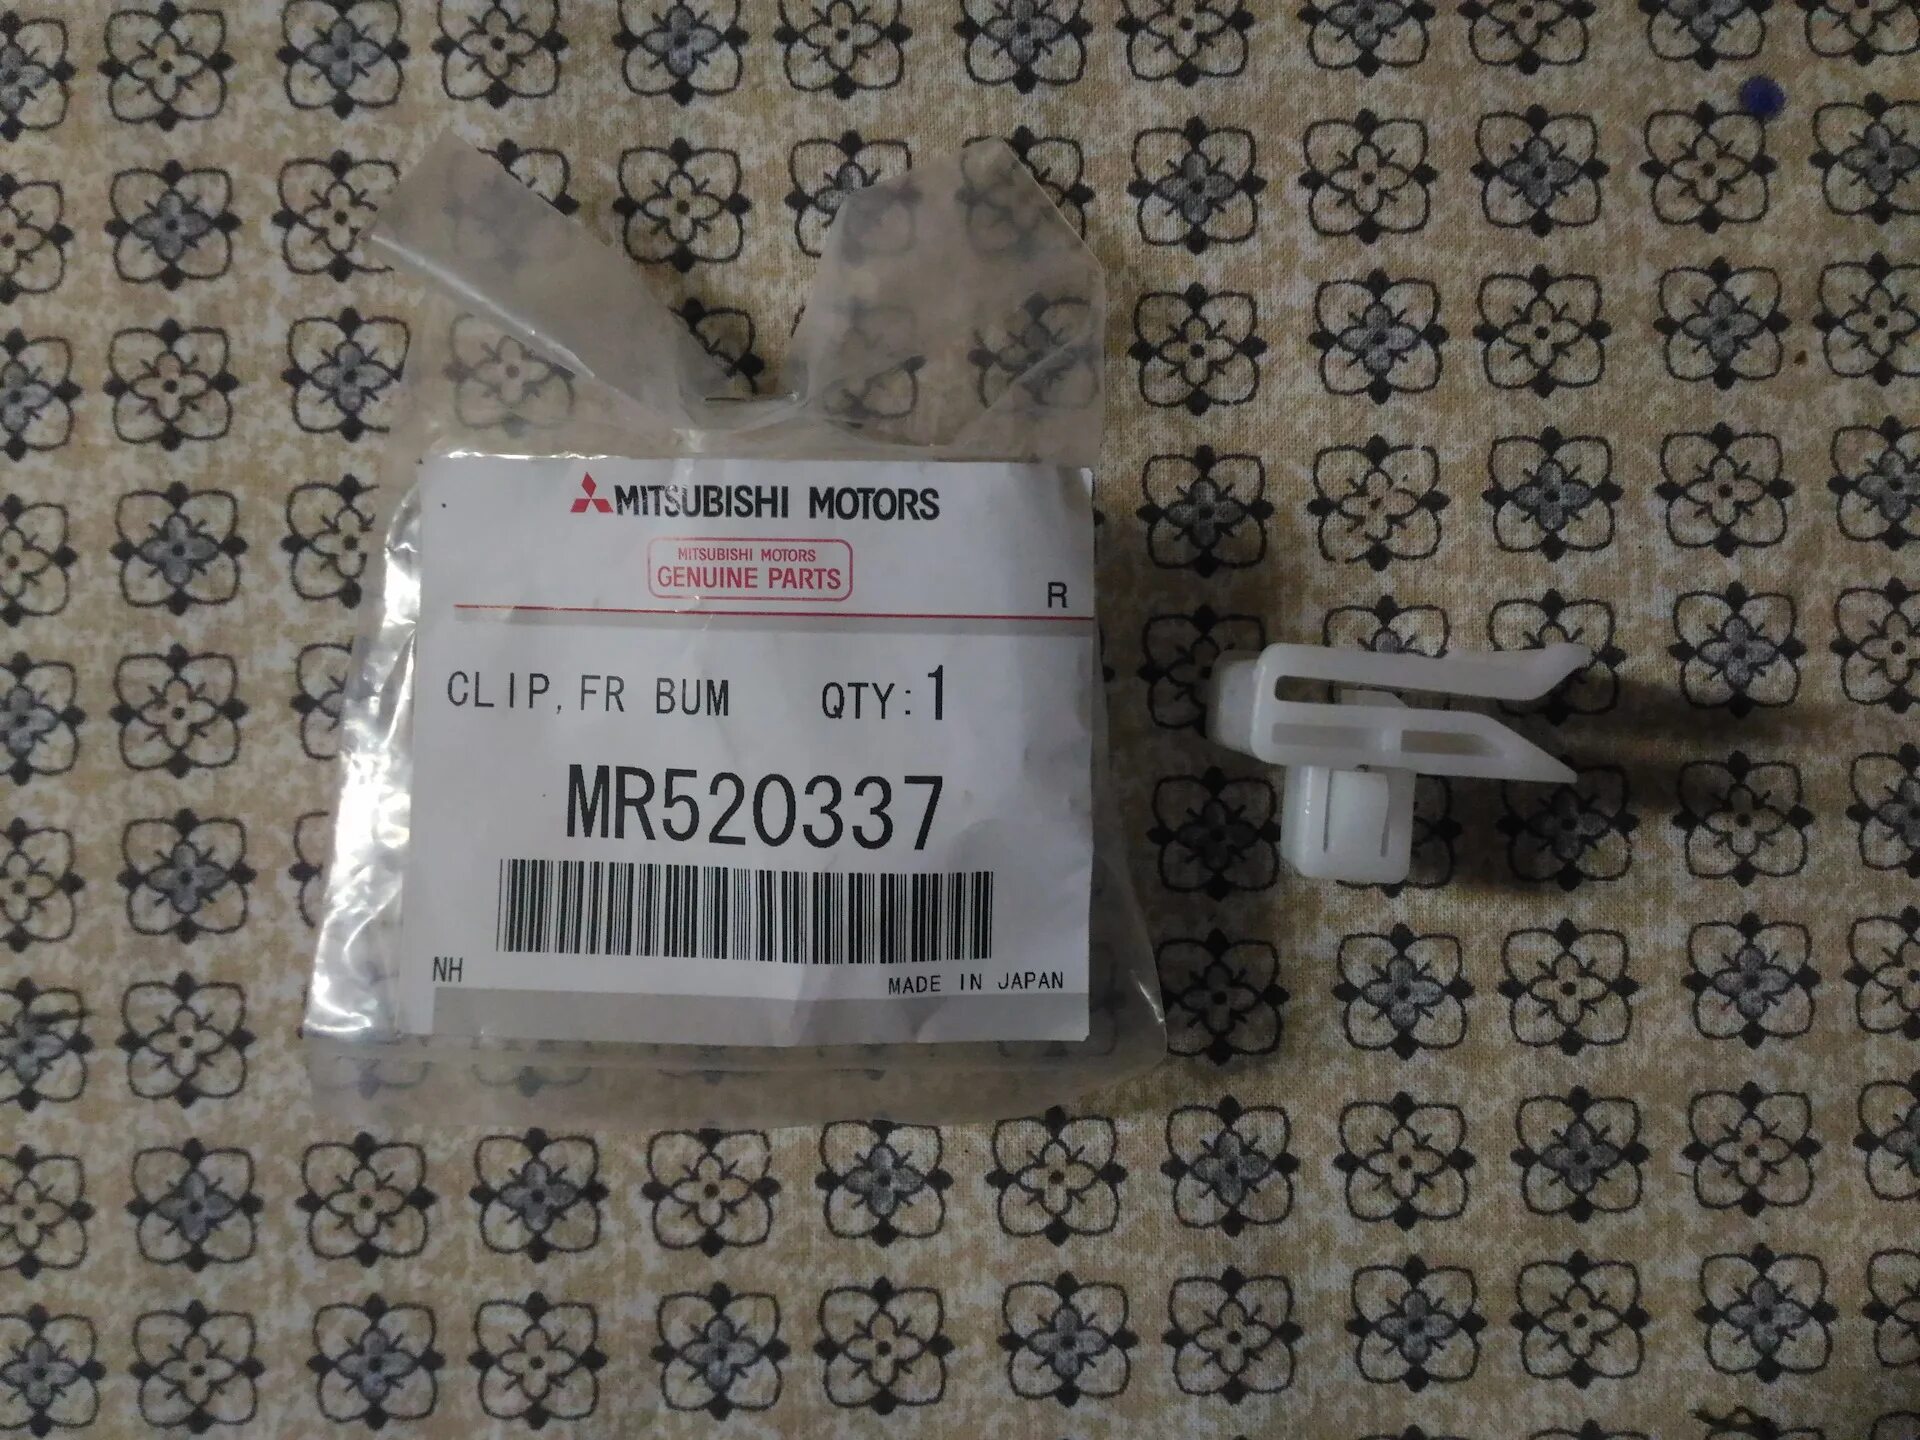 MITSUBISHI MOTORS
MITSUBISHI MOTORS
GENUINE PARTS
R
CLIP, FR BUM QTY: 1
MR520337
NH
MADE IN JAPAN